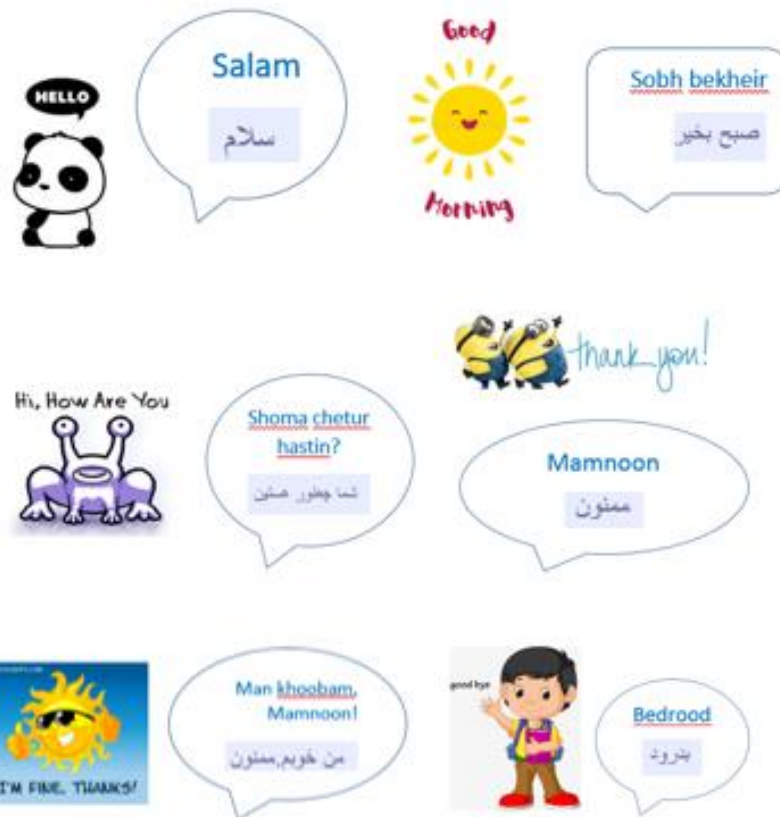 HELLO
Salam
سلام
Good
Morning
Sobh bekheir
صبح بخیر
Hi, How Are You
Shoma chetur
hastin?
شما چطور هستین
thank you!
Mamnoon
ممنون
I'M FINE, THANKS!
Man khoobam,
Mamnoon!
من خوبم,ممنون
good bye
Bedrood
بدرود